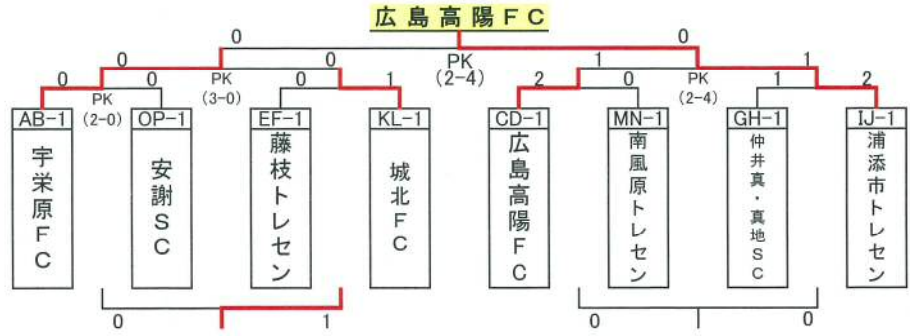 広島高陽FC
0 0
PK
(2-4)
0 0 1 1
PK
(3-0)
PK
(2-4)
0 0 0 1 2 0 1 2
PK
(2-0)
AB-1 OP-1 EF-1 KL-1 CD-1 MN-1 GH-1 IJ-1
宇栄原FC
安謝SC
藤枝トレセン
城北FC
広島高陽FC
南風原トレセン
仲井真・真地SC
浦添市トレセン
0 1 0 0